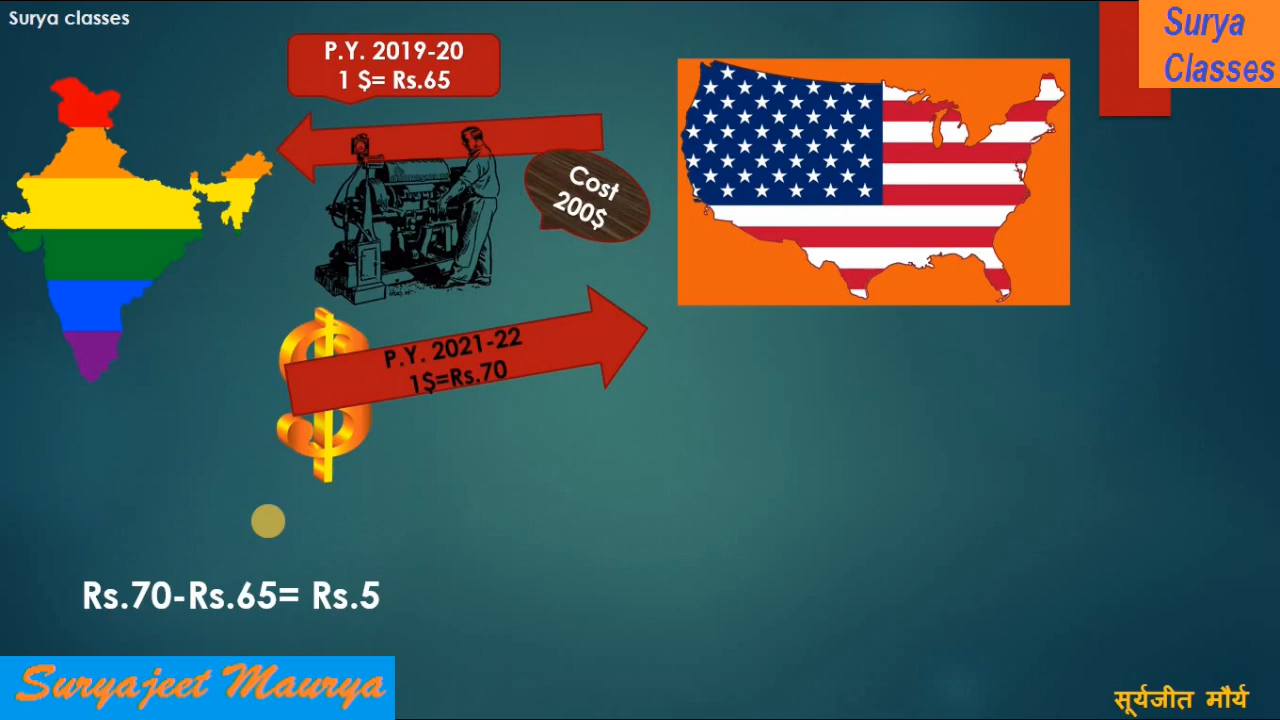 Surya classes
Surya
Classes
P.Y. 2019-20
1 $= Rs.65
Cost
200$
P.Y. 2021-22
1$=Rs.70
Rs.70-Rs.65= Rs.5
Suryajeet Maurya
सूर्यजीत मौर्य